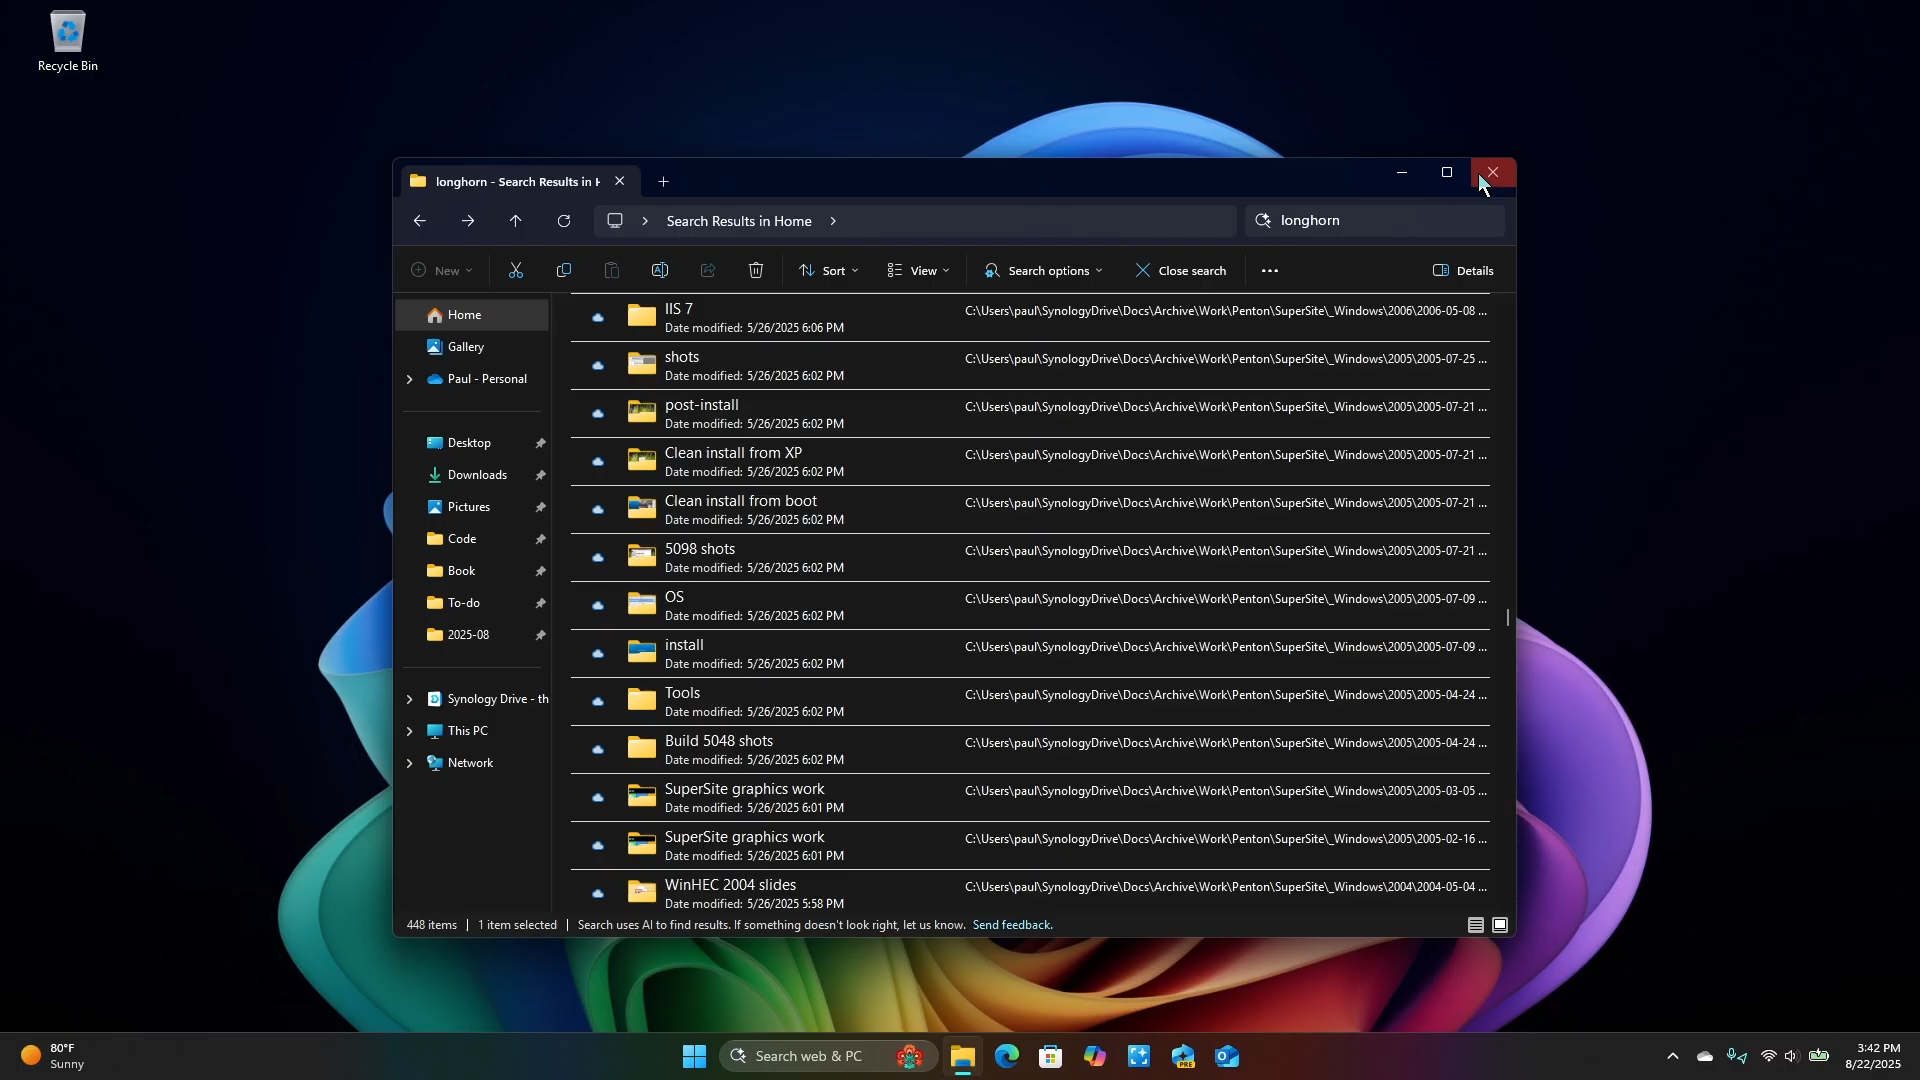 Recycle Bin
longhorn - Search Results in H
Search Results in Home
longhorn
New
Sort
View
Search options
Close search
Details
Home
Gallery
Paul - Personal
Desktop
Downloads
Pictures
Code
Book
To-do
2025-08
Synology Drive - th
This PC
Network
IIS 7
C:\Users\paul\SynologyDrive\Docs\Archive\Work\Penton\SuperSite\_Windows\2006\2006-05-08 ...
Date modified: 5/26/2025 6:06 PM
shots
C:\Users\paul\SynologyDrive\Docs\Archive\Work\Penton\SuperSite\_Windows\2005\2005-07-25 ...
Date modified: 5/26/2025 6:02 PM
post-install
C:\Users\paul\SynologyDrive\Docs\Archive\Work\Penton\SuperSite\_Windows\2005\2005-07-21 ...
Date modified: 5/26/2025 6:02 PM
Clean install from XP
C:\Users\paul\SynologyDrive\Docs\Archive\Work\Penton\SuperSite\_Windows\2005\2005-07-21 ...
Date modified: 5/26/2025 6:02 PM
Clean install from boot
C:\Users\paul\SynologyDrive\Docs\Archive\Work\Penton\SuperSite\_Windows\2005\2005-07-21 ...
Date modified: 5/26/2025 6:02 PM
5098 shots
C:\Users\paul\SynologyDrive\Docs\Archive\Work\Penton\SuperSite\_Windows\2005\2005-07-21 ...
Date modified: 5/26/2025 6:02 PM
OS
C:\Users\paul\SynologyDrive\Docs\Archive\Work\Penton\SuperSite\_Windows\2005\2005-07-09 ...
Date modified: 5/26/2025 6:02 PM
install
C:\Users\paul\SynologyDrive\Docs\Archive\Work\Penton\SuperSite\_Windows\2005\2005-07-09 ...
Date modified: 5/26/2025 6:02 PM
Tools
C:\Users\paul\SynologyDrive\Docs\Archive\Work\Penton\SuperSite\_Windows\2005\2005-04-24 ...
Date modified: 5/26/2025 6:02 PM
Build 5048 shots
C:\Users\paul\SynologyDrive\Docs\Archive\Work\Penton\SuperSite\_Windows\2005\2005-04-24 ...
Date modified: 5/26/2025 6:02 PM
SuperSite graphics work
C:\Users\paul\SynologyDrive\Docs\Archive\Work\Penton\SuperSite\_Windows\2005\2005-03-05 ...
Date modified: 5/26/2025 6:01 PM
SuperSite graphics work
C:\Users\paul\SynologyDrive\Docs\Archive\Work\Penton\SuperSite\_Windows\2005\2005-02-16 ...
Date modified: 5/26/2025 6:01 PM
WinHEC 2004 slides
C:\Users\paul\SynologyDrive\Docs\Archive\Work\Penton\SuperSite\_Windows\2004\2004-05-04 ...
Date modified: 5/26/2025 5:58 PM
448 items | 1 item selected | Search uses AI to find results. If something doesn't look right, let us know. Send feedback.
80°F
Sunny
Search web & PC
PRE
3:42 PM
8/22/2025